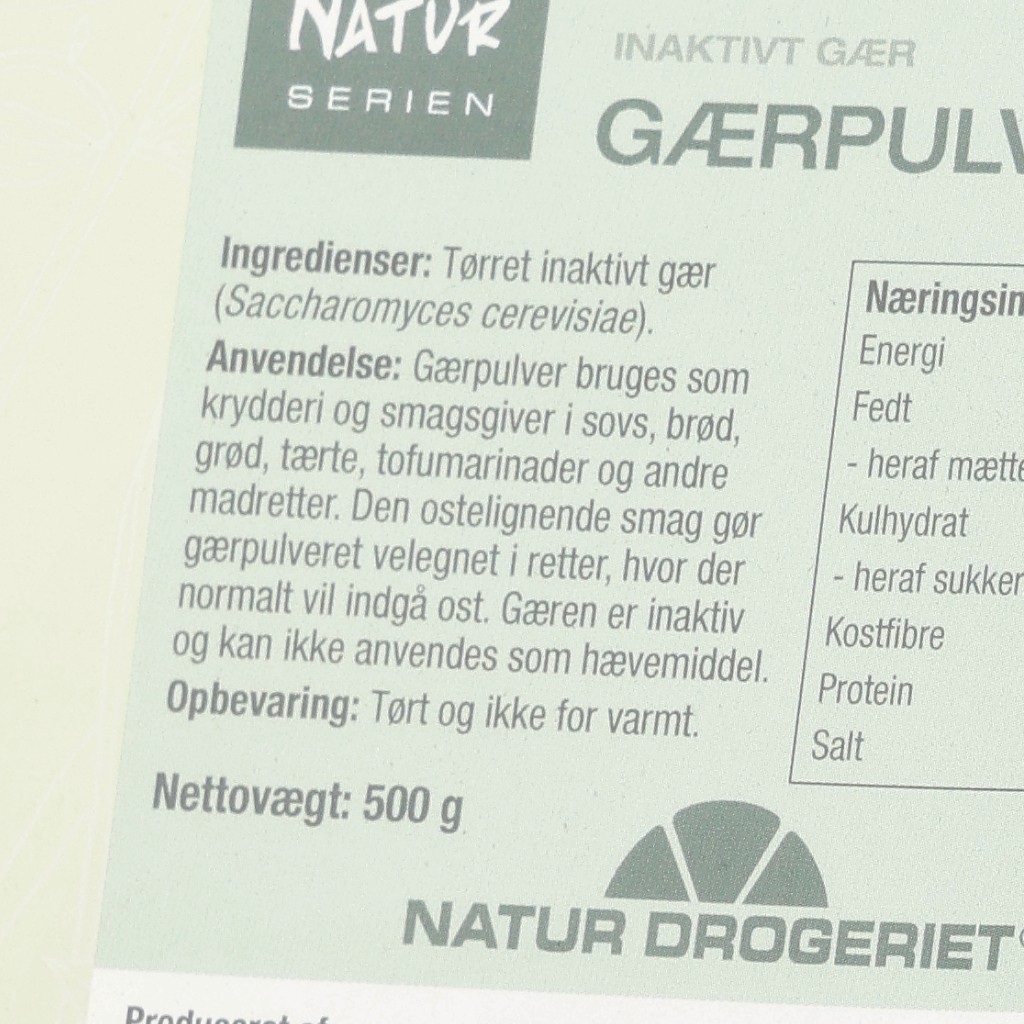 NATUR
SERIEN
INAKTIVT GÆR
Ingredienser: Tørret inaktivt gær
(Saccharomyces cerevisiae).
Anvendelse: Gærpulver bruges som
krydderi og smagsgiver i sovs, brød,
grød, tærte, tofumarinader og andre
madretter. Den ostelignende smag gør
gærpulveret velegnet i retter, hvor der
normalt vil indgå ost. Gæren er inaktiv
og kan ikke anvendes som hævemiddel.
Opbevaring: Tørt og ikke for varmt.
Nettovægt: 500 g
Energi
Fedt
- heraf
Kulhydrat
- heraf sukker
Kostfibre
Protein
Salt
NATUR DROGERIET